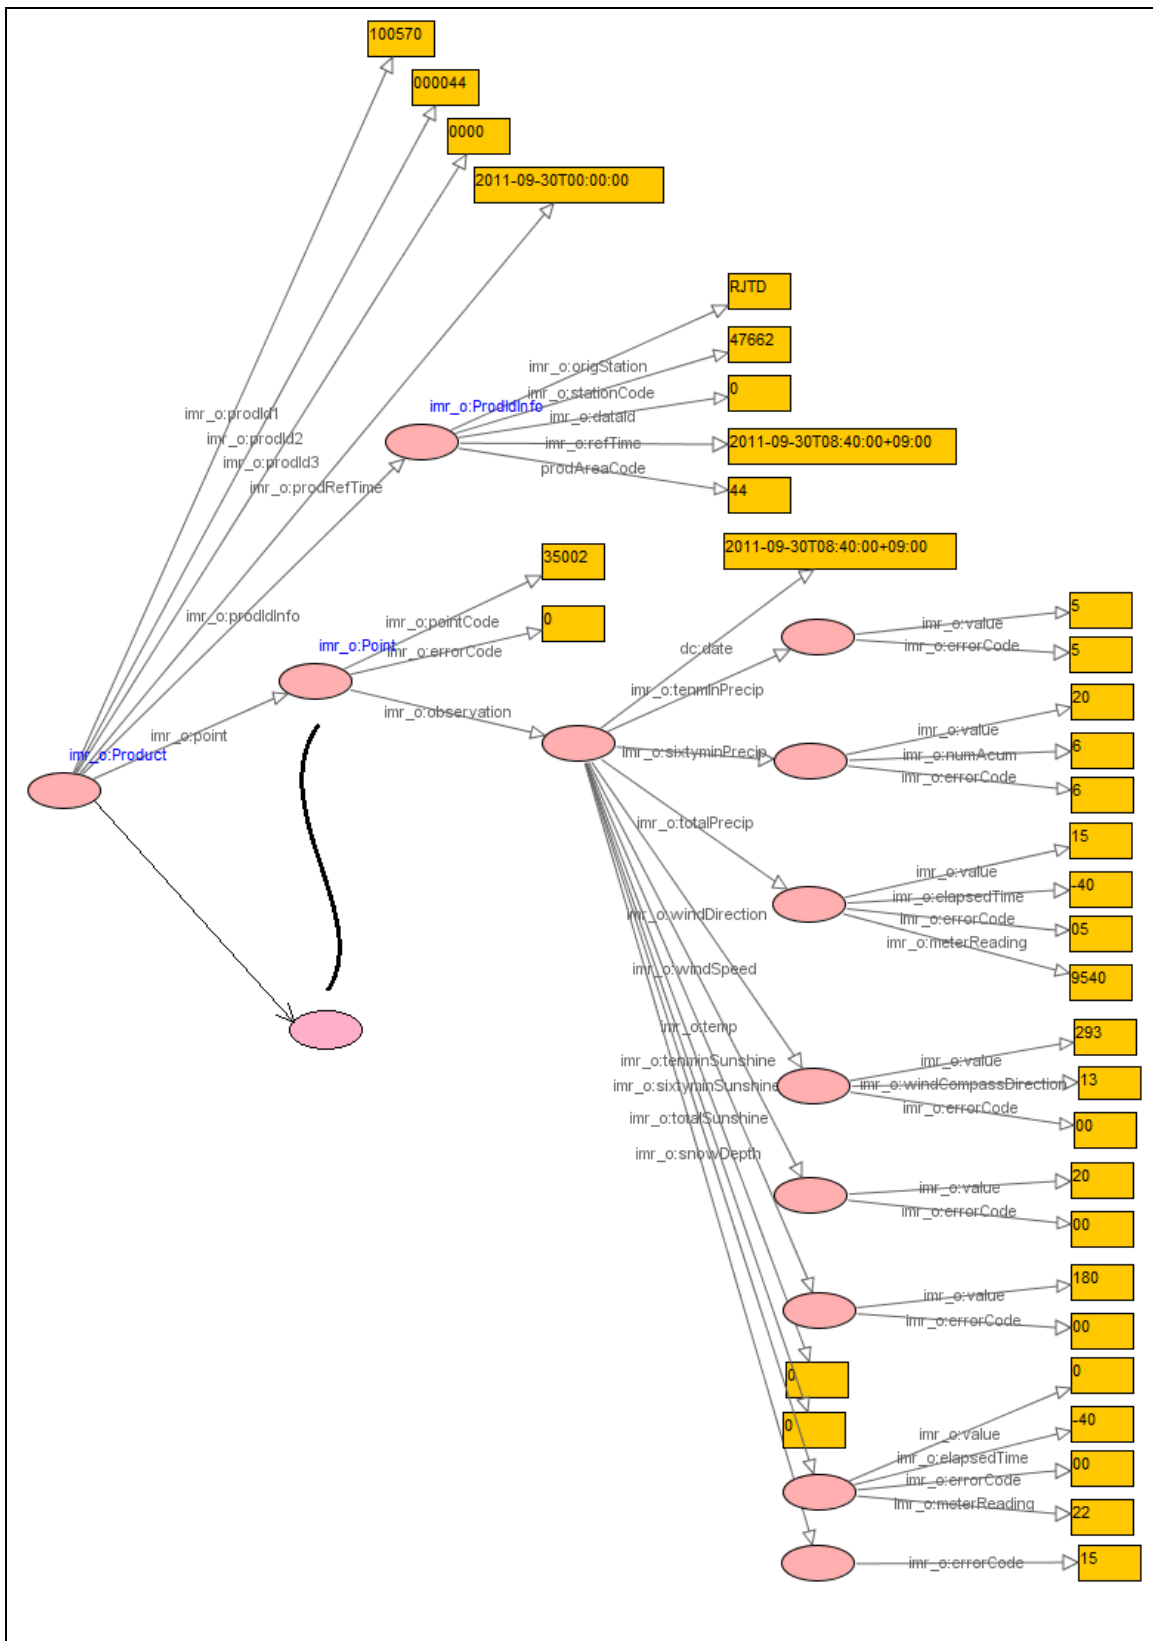 100570
000044
0000
2011-09-30T00:00:00
imr_o:prodId1
imr_o:prodId2
imr_o:prodId3
imr_o:prodRefTime
imr_o:prodIdInfo
imr_o:point
imr_o:Product
imr_o:ProdIdInfo
imr_o:origStation
imr_o:stationCode
imr_o:dataId
imr_o:refTime
prodAreaCode
RJTD
47662
0
2011-09-30T08:40:00+09:00
44
imr_o:Point
imr_o:pointCode
imr_o:errorCode
imr_o:observation
35002
0
2011-09-30T08:40:00+09:00
dc:date
imr_o:tenminPrecip
imr_o:sixtyminPrecip
imr_o:totalPrecip
imr_o:windDirection
imr_o:windSpeed
imr_o:temp
imr_o:tenminSunshine
imr_o:sixtyminSunshine
imr_o:totalSunshine
imr_o:snowDepth
imr_o:value
imr_o:errorCode
5
5
imr_o:value
imr_o:numAcum
imr_o:errorCode
20
6
6
imr_o:value
imr_o:elapsedTime
imr_o:errorCode
imr_o:meterReading
15
-40
05
9540
imr_o:value
imr_o:windCompassDirection
imr_o:errorCode
293
13
00
imr_o:value
imr_o:errorCode
20
00
imr_o:value
imr_o:errorCode
180
00
0
0
imr_o:value
imr_o:elapsedTime
imr_o:errorCode
imr_o:meterReading
0
-40
00
22
imr_o:errorCode
15